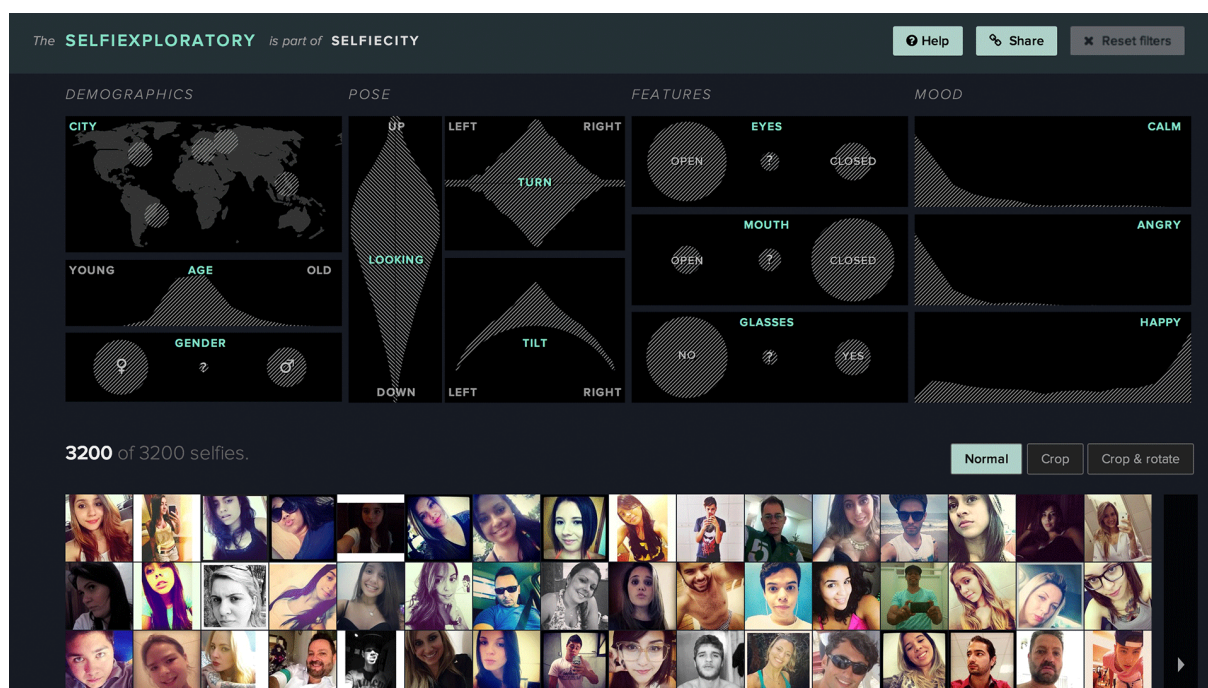 The SELFIEXPLORATORY is part of SELFIECITY
Help
Share
Reset filters
DEMOGRAPHICS
POSE
FEATURES
MOOD
CITY
YOUNG AGE OLD
GENDER
?
UP
LOOKING
DOWN
LEFT RIGHT
TURN
TILT
LEFT RIGHT
EYES
OPEN ? CLOSED
MOUTH
OPEN ? CLOSED
GLASSES
NO ? YES
CALM
ANGRY
HAPPY
3200 of 3200 selfies.
Normal
Crop
Crop & rotate